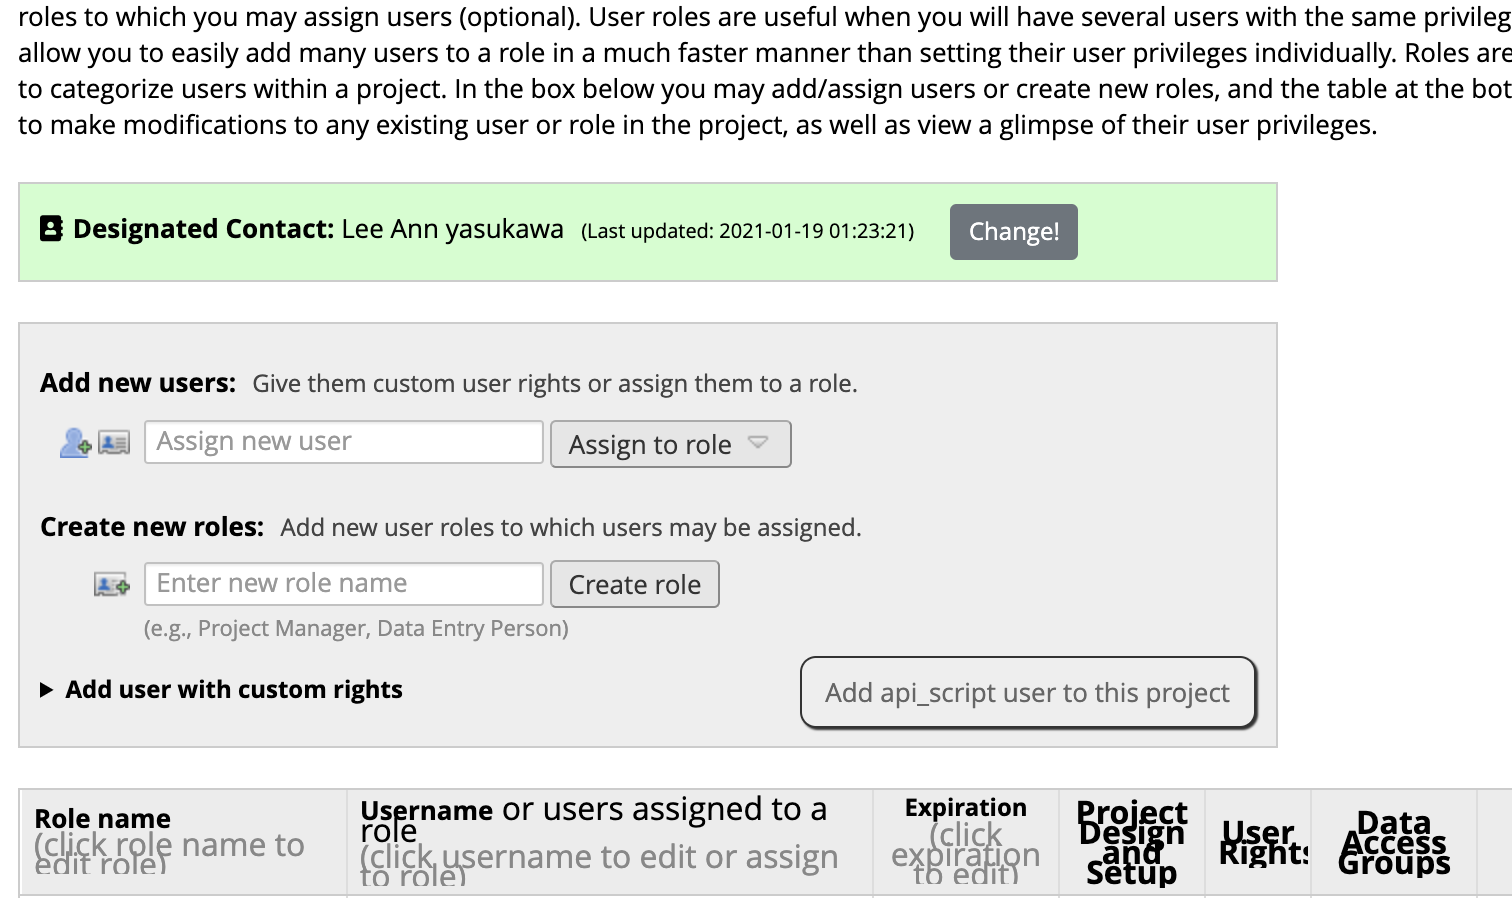 roles to which you may assign users (optional). User roles are useful when you will have several users with the same
allow you to easily add many users to a role in a much faster manner than setting their user privileges individually. Roles are
to categorize users within a project. In the box below you may add/assign users or create new roles, and the table at the
to make modifications to any existing user or role in the project, as well as view a glimpse of their user privileges.
Designated Contact: Lee Ann yasukawa (Last updated: 2021-01-19 01:23:21) Change!
Add new users: Give them custom user rights or assign them to a role.
Assign new user Assign to role
Create new roles: Add new user roles to which users may be assigned.
Enter new role name Create role
(e.g., Project Manager, Data Entry Person)
Add user with custom rights Add api_script user to this project
Role name
(click role name to
edit role)
Username or users assigned to a
role
(click username to edit or assign
to role)
Expiration
(click
expiration
to edit)
Project
Design
and
Setup
User
Rights
Data
Access
Groups